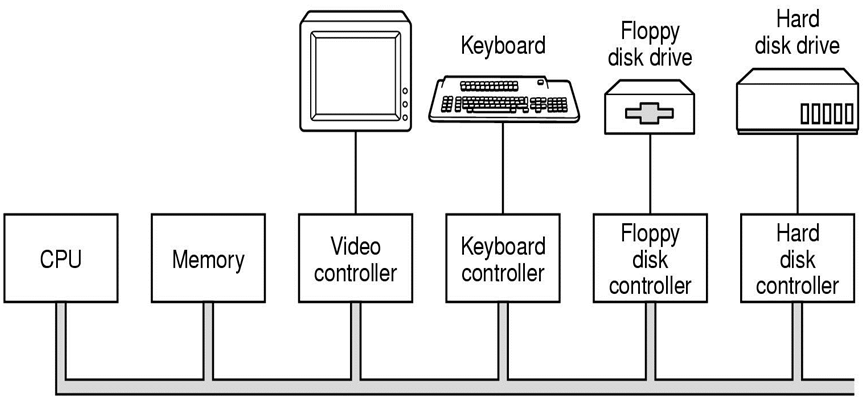 Keyboard
Floppy
disk drive
Hard
disk drive
CPU
Memory
Video
controller
Keyboard
controller
Floppy
disk
controller
Hard
disk
controller